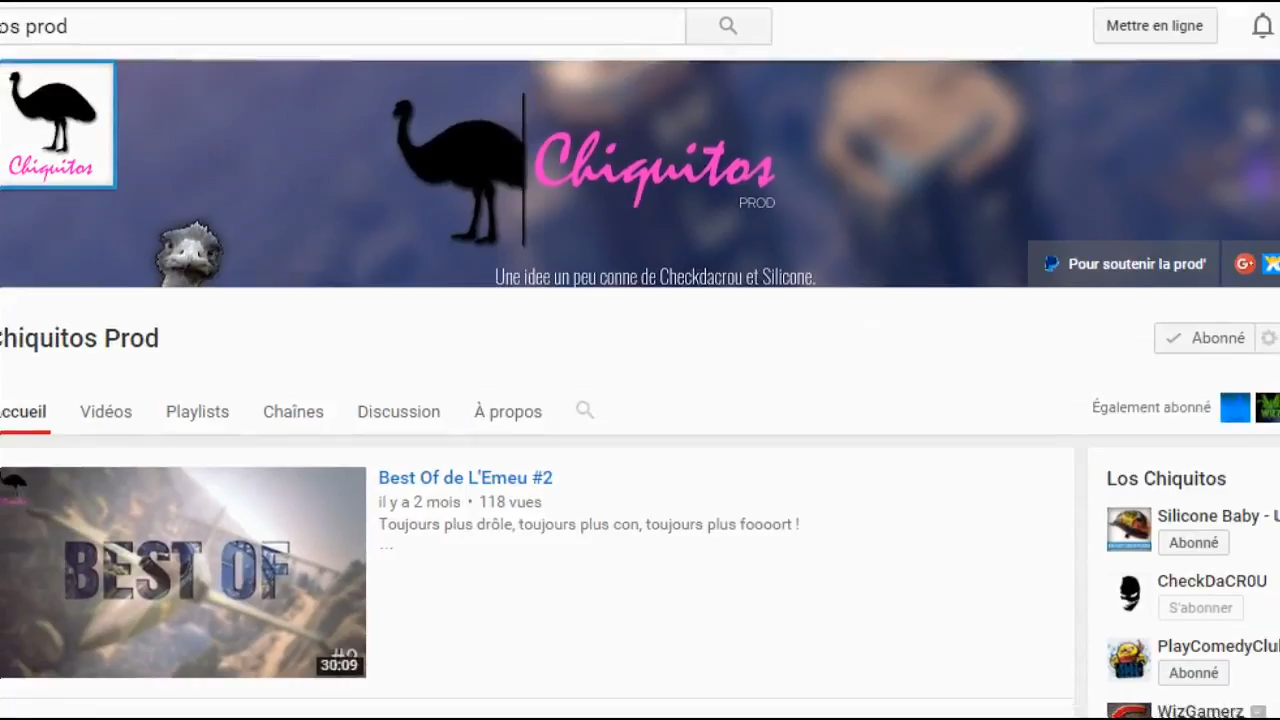 os prod
Mettre en ligne
Chiquitos
Chiquitos
PROD
Une idee un peu conne de Checkdacrou et Silicone.
Pour soutenir la prod'
G+
hiquitos Prod
Abonné
ccueil
Vidéos
Playlists
Chaînes
Discussion
À propos
Également abonné
BEST OF
#2
30:09
Best Of de L'Emeu #2
il y a 2 mois • 118 vues
Toujours plus drôle, toujours plus con, toujours plus foooort !
...
Los Chiquitos
Silicone Baby -
Abonné
CheckDaCR0U
S'abonner
PlayComedyClu
Abonné
WizGamerz